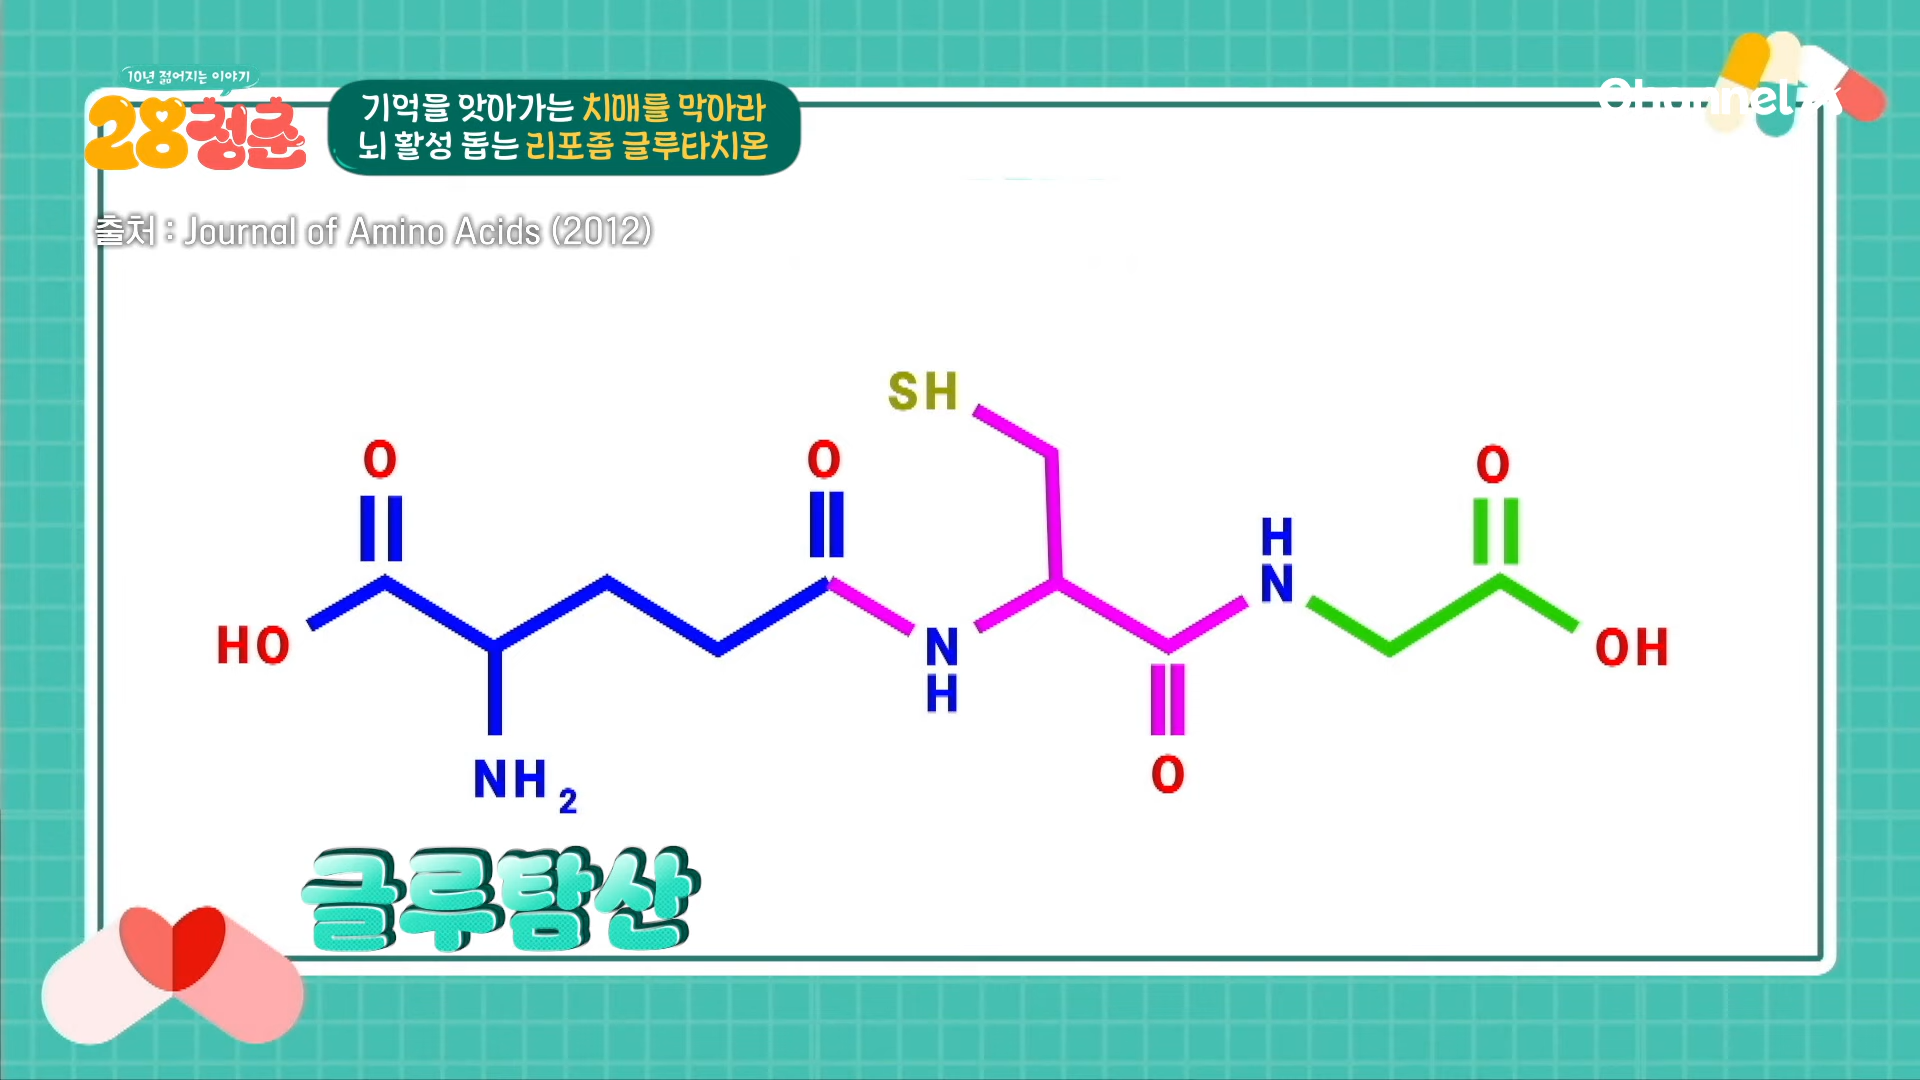 10년 젊어지는 이야기
28청춘
기억을 앗아가는 치매를 막아라
뇌 활성 돕는 리포좀 글루타치온
Channel A
출처 : Journal of Amino Acids (2012)
SH
O
O
O
H
N
HO
N
H
OH
NH2
O
글루탐산